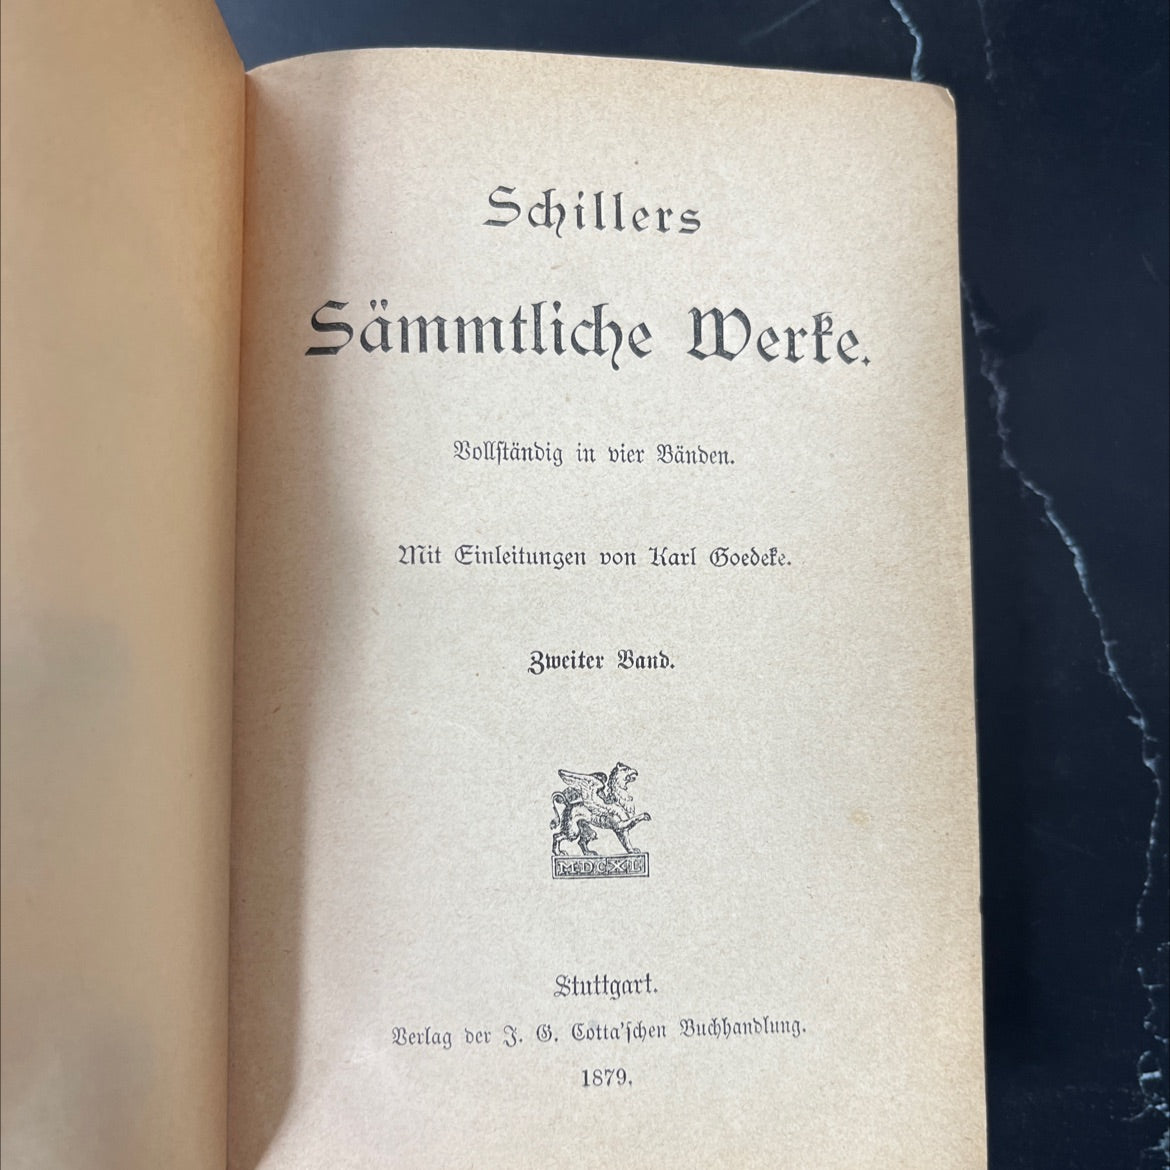 Schillers
Sämmtliche Werke.
Vollständig in vier Bänden.
Mit Einleitungen von Karl Goedeke.
Zweiter Band.
MDCXL
Stuttgart.
Verlag der J. G. Cotta'schen Buchhandlung.
1879.